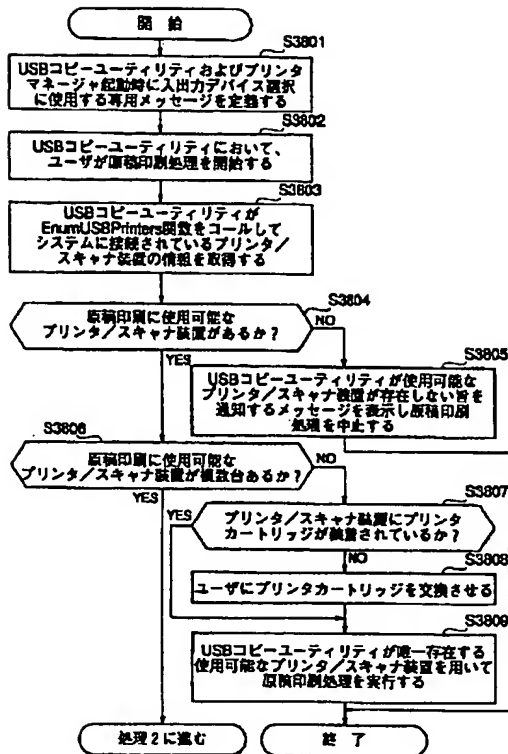 開 始
S3801
USBコピーユーティリティおよびプリンタ
マネージャ起動時に入出力デバイス選択
に使用する専用メッセージを定義する
S3802
USBコピーユーティリティにおいて、
ユーザが原稿印刷処理を開始する
S3803
USBコピーユーティリティが
EnumUSBPrinters関数をコールして
システムに接続されているプリンタ/
スキャナ装置の情報を取得する
S3804
原稿印刷に使用可能な
プリンタ/スキャナ装置があるか?
NO
YES
S3805
USBコピーユーティリティが使用可能な
プリンタ/スキャナ装置が存在しない旨を
通知するメッセージを表示し原稿印刷
処理を中止する
S3806
原稿印刷に使用可能な
プリンタ/スキャナ装置が複数台あるか?
NO
YES
S3807
プリンタ/スキャナ装置にプリンタ
カートリッジが装着されているか?
YES
NO
S3808
ユーザにプリンタカートリッジを交換させる
S3809
USBコピーユーティリティが唯一存在する
使用可能なプリンタ/スキャナ装置を用いて
原稿印刷処理を実行する
処理2に進む
終 了